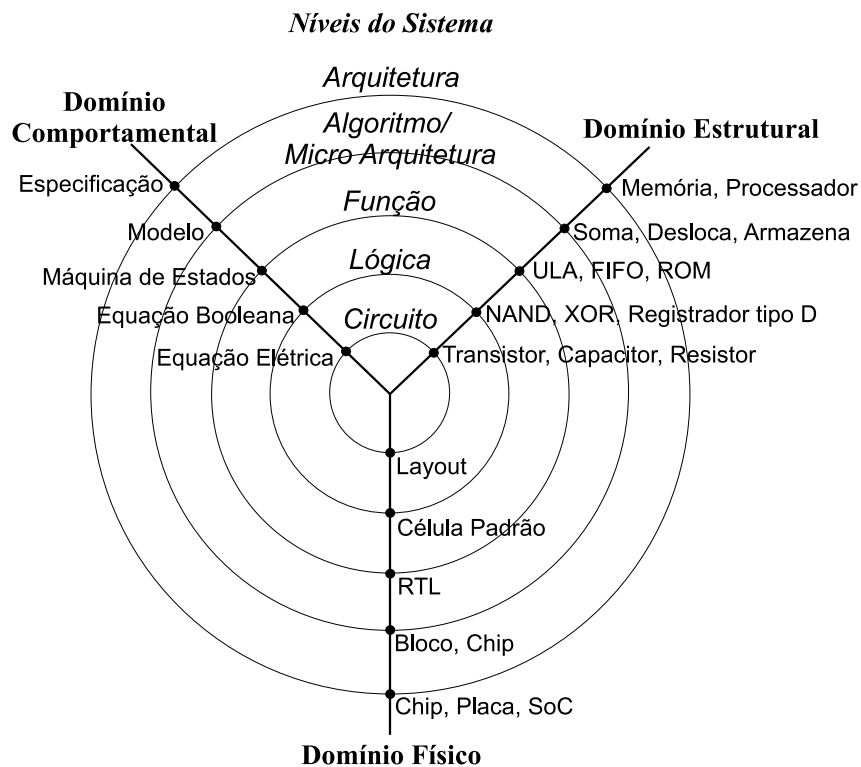 Níveis do Sistema
Arquitetura
Domínio
Comportamental
Algoritmo/
Micro Arquitetura
Domínio Estrutural
Especificação
Memória, Processador
Função
Modelo
Soma, Desloca, Armazena
Máquina de Estados
Lógica
ULA, FIFO, ROM
Equação Booleana
Circuito
NAND, XOR, Registrador tipo D
Equação Elétrica
Transistor, Capacitor, Resistor
Layout
Célula Padrão
RTL
Bloco, Chip
Chip, Placa, SoC
Domínio Físico